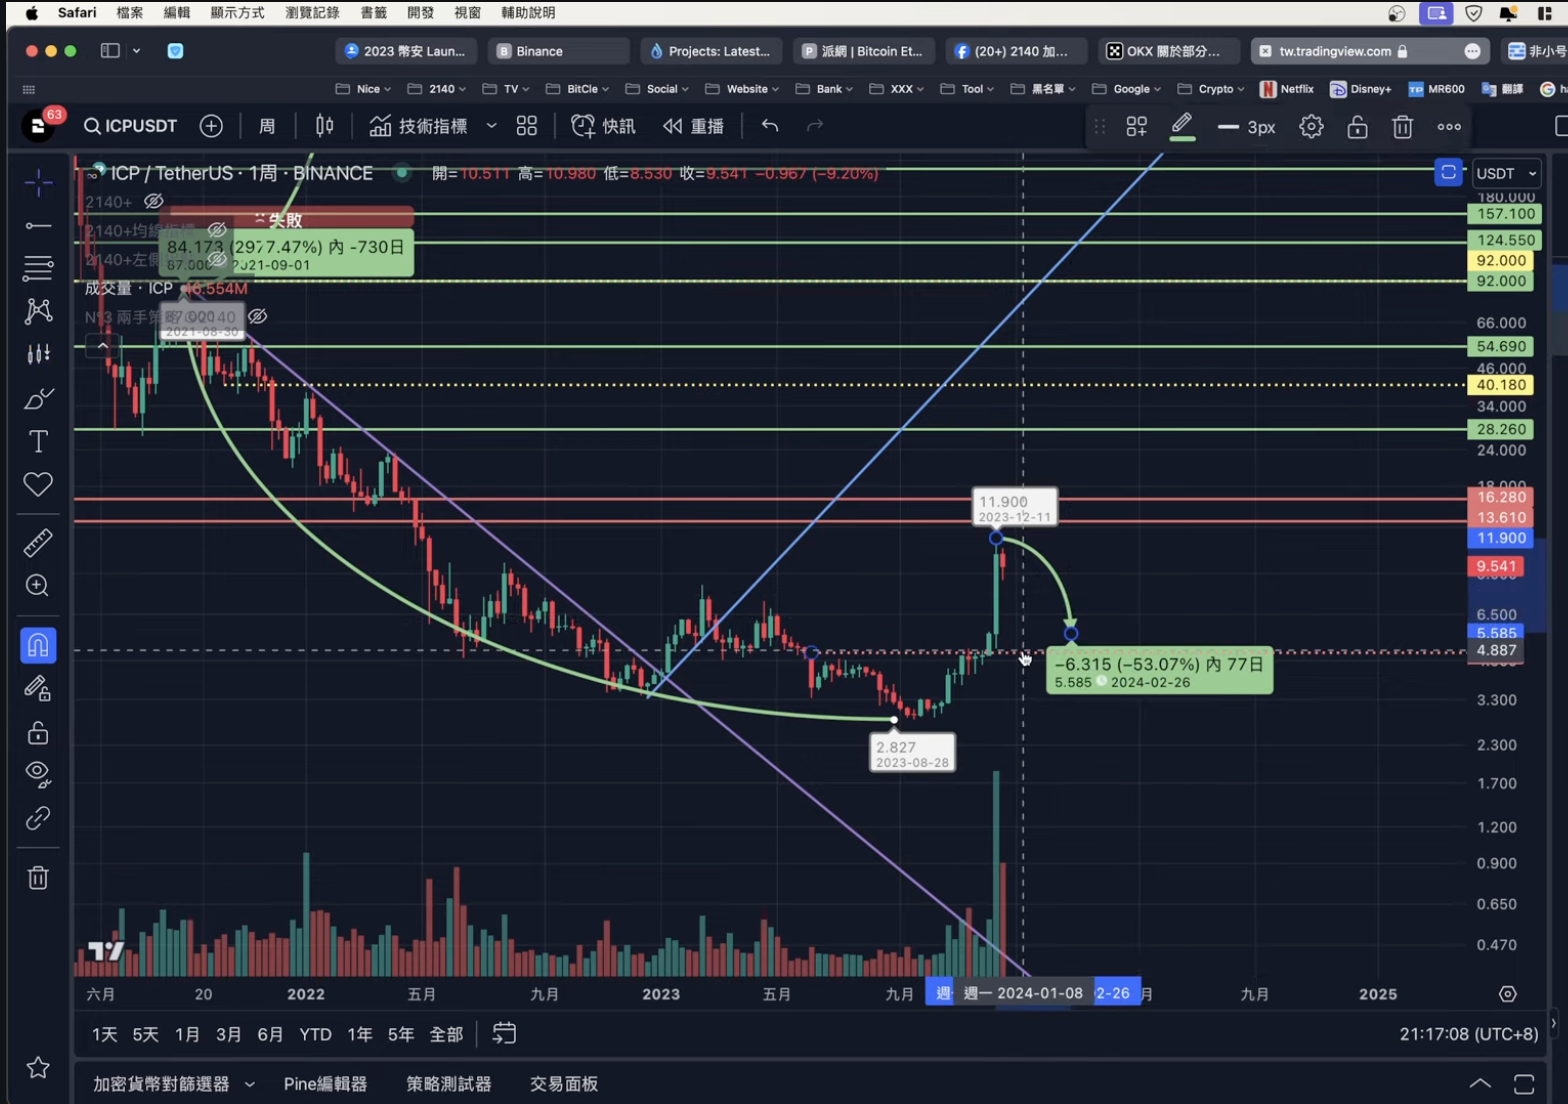 Safari 檔案 編輯 顯示方式 瀏覽記錄 書籤 開發 視窗 輔助說明
2023 幣安 Laun... Binance Projects: Latest... 派網 | Bitcoin Et... (20+) 2140 加... OKX 關於部分... tw.tradingview.com 非小号
Nice 2140 TV BitCle Social Website Bank XXX Tool 黑名單 Google Crypto Netflix Disney+ MR600 翻譯
63 ICPUSDT 周 技術指標 快訊 重播 3px
ICP / TetherUS · 1周 · BINANCE 開=10.511 高=10.980 低=8.530 收=9.541 −0.967 (−9.20%) USDT
2140+
失敗
2140+均線指標
84.173 (2977.47%) 內 -730日
2140+左側
87.000 2021-09-01
成交量 · ICP 46.554M
87.000
2021-08-30
180.000
157.100
124.550
92.000
92.000
66.000
54.690
46.000
40.180
34.000
28.260
24.000
18.000
16.280
13.610
11.900
9.541
6.500
5.585
4.887
3.300
2.300
1.700
1.200
0.900
0.650
0.470
11.900
2023-12-11
−6.315 (−53.07%) 內 77日
5.585 2024-02-26
2.827
2023-08-28
六月 20 2022 五月 九月 2023 五月 九月 週一 2024-01-08 2-26 月 九月 2025
1天 5天 1月 3月 6月 YTD 1年 5年 全部 21:17:08 (UTC+8)
加密貨幣對篩選器 Pine編輯器 策略測試器 交易面板